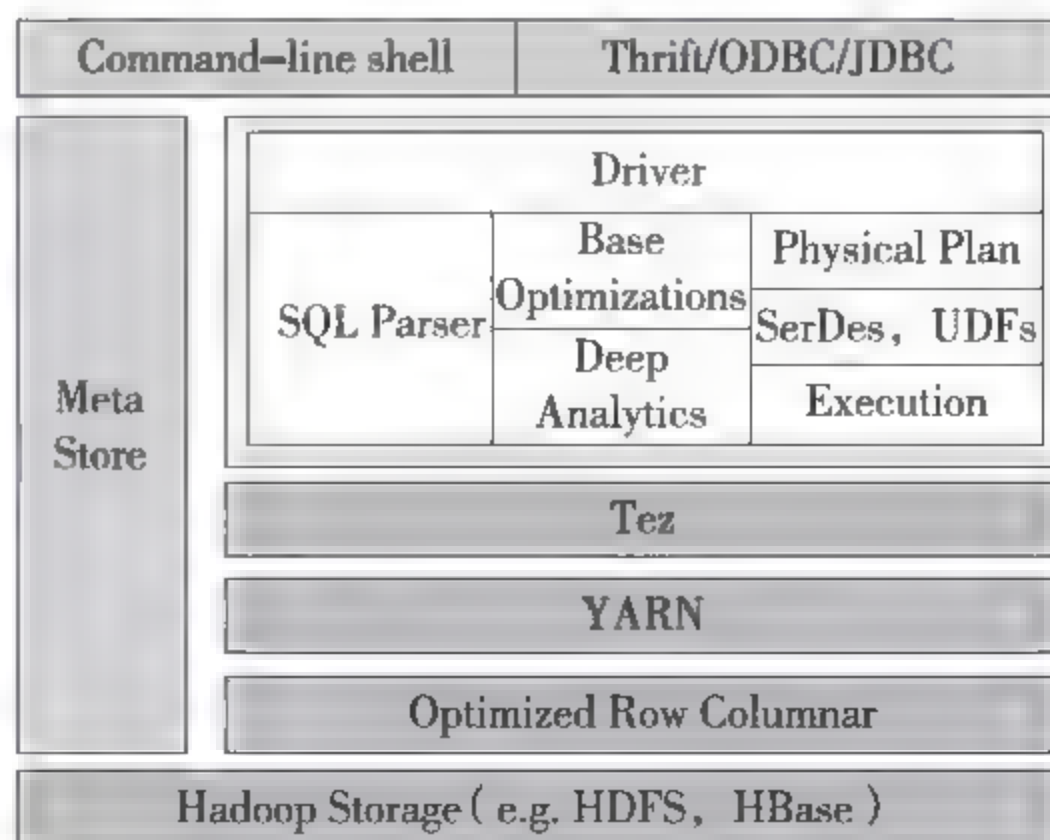 Command-line shell
Thrift/ODBC/JDBC
Meta
Store
Driver
SQL Parser
Base
Optimizations
Deep
Analytics
Physical Plan
SerDes, UDFs
Execution
Tez
YARN
Optimized Row Columnar
Hadoop Storage(e.g. HDFS, HBase)